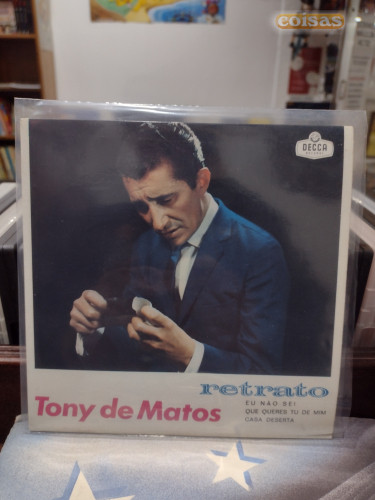 coisas
DECCA
retrato
EU NÃO SEI
QUE QUERES TU DE MIM
CASA DESERTA
Tony de Matos